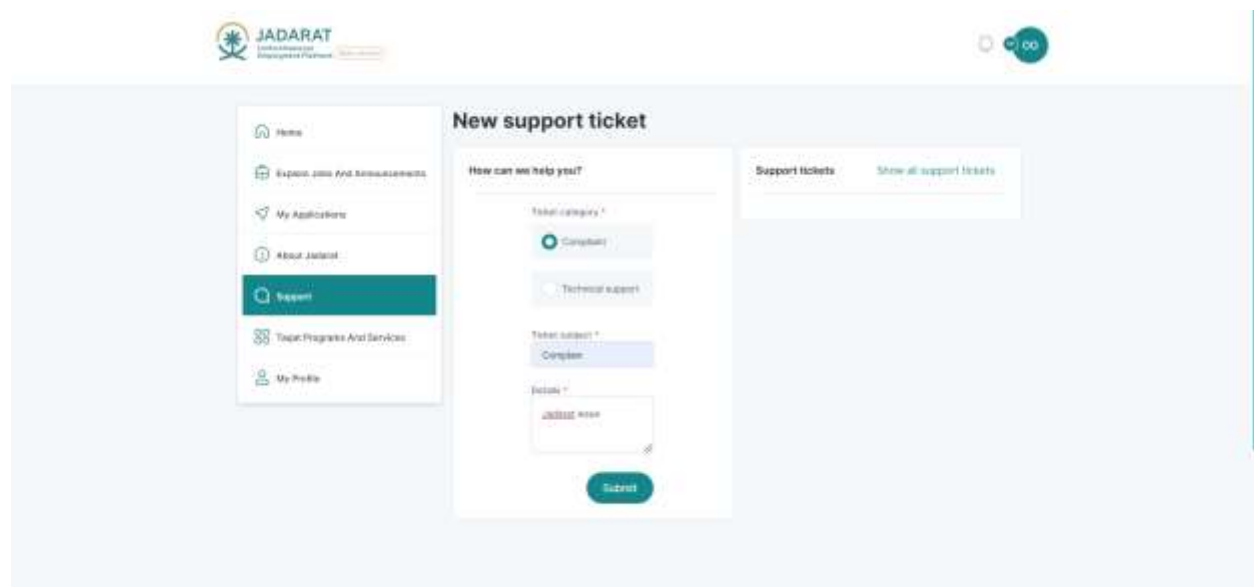 JADARAT
Home
Explore Jobs And Announcements
My Applications
About Jadarat
Support
Taqat Programs And Services
My Profile
New support ticket
How can we help you?
Ticket category *
Complaint
Technical support
Ticket subject *
Complain
Details *
Jadarat
Submit
Support tickets
Show all support tickets